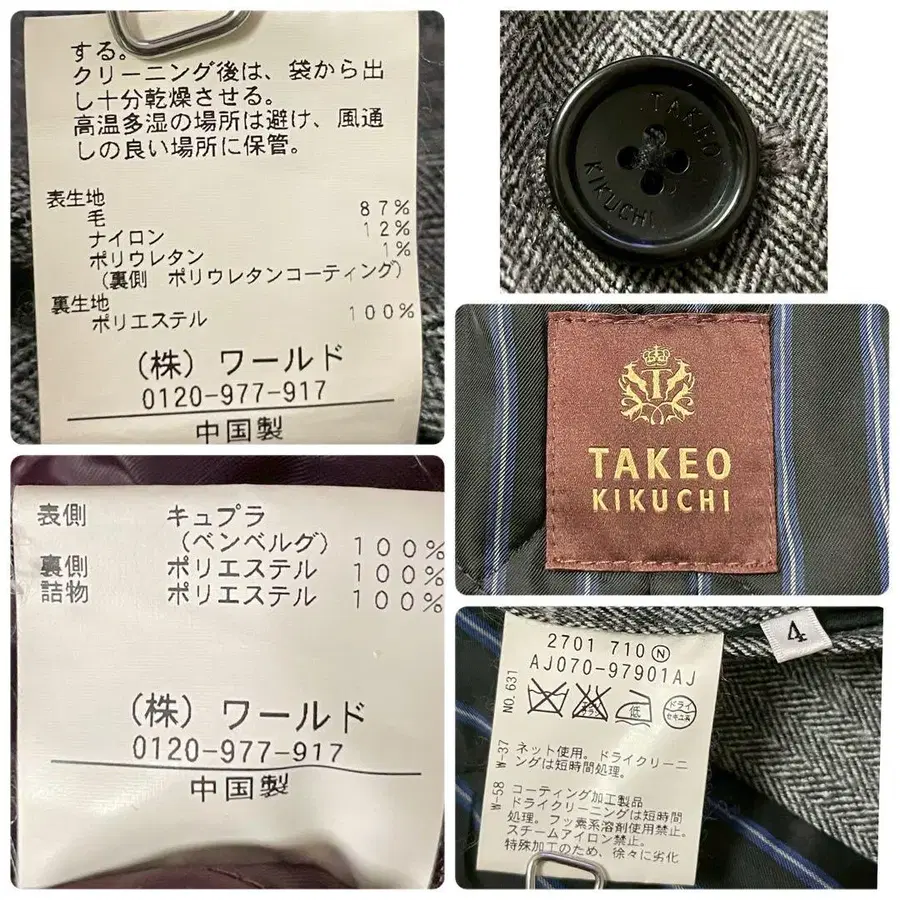 する。
クリーニング後は、袋から出
し十分乾燥させる。
高温多湿の場所は避け、風通
しの良い場所に保管。
表生地
毛 87%
ナイロン 12%
ポリウレタン 1%
(裏側 ポリウレタンコーティング)
裏生地
ポリエステル 100%
(株) ワールド
0120-977-917
中国製
TAKEO
KIKUCHI
TAKEO
KIKUCHI
表側 キュプラ
(ベンベルグ) 100%
裏側 ポリエステル 100%
詰物 ポリエステル 100%
(株) ワールド
0120-977-917
中国製
4
2701 710 Ⓝ
AJ070-97901AJ
NO.631
低
ドライ
セキユ系
W-37
W-58
ネット使用。ドライクリーニ
ングは短時間処理。
コーティング加工製品
ドライクリーニングは短時間
処理。フッ素系溶剤使用禁止。
スチームアイロン禁止。
特殊加工のため、徐々に劣化